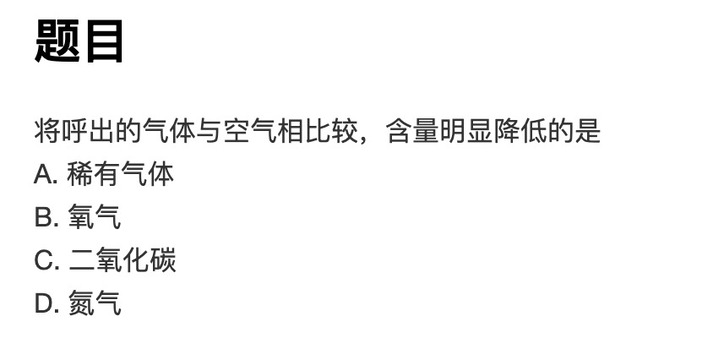 题目
将呼出的气体与空气相比较，含量明显降低的是
A. 稀有气体
B. 氧气
C. 二氧化碳
D. 氮气